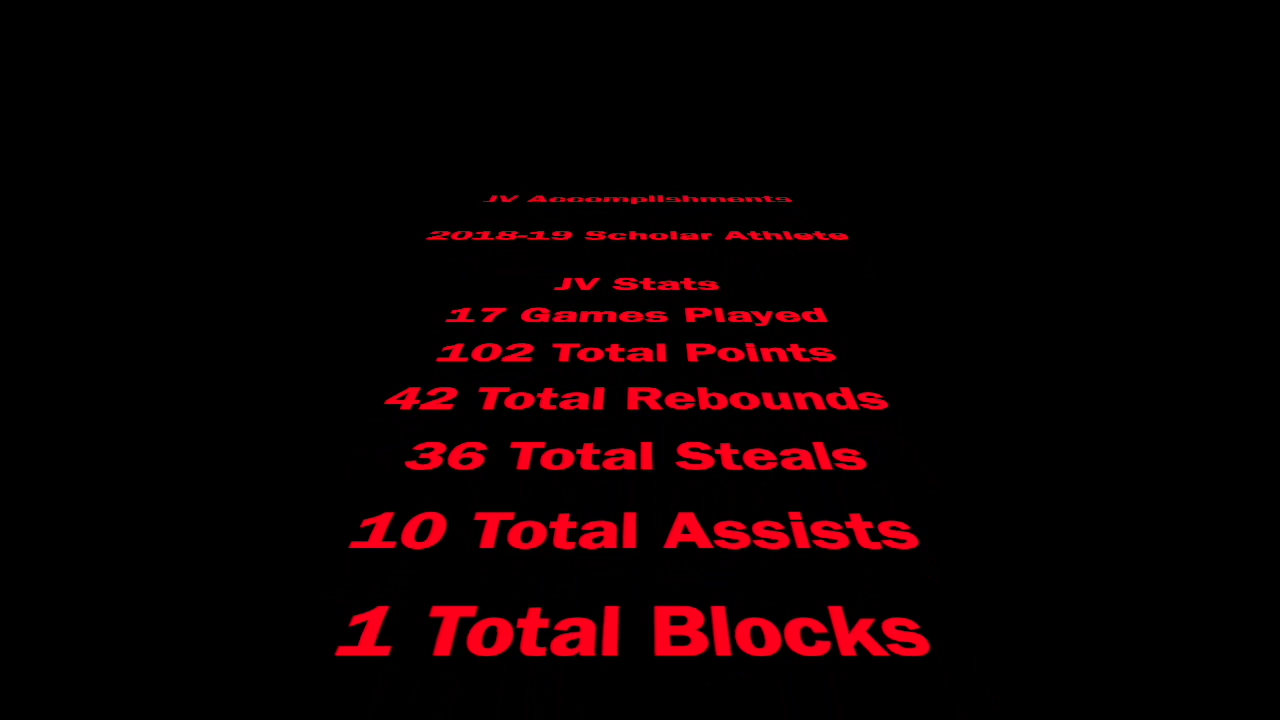 JV Accomplishments
2018-19 Scholar Athlete
JV Stats
17 Games Played
102 Total Points
42 Total Rebounds
36 Total Steals
10 Total Assists
1 Total Blocks